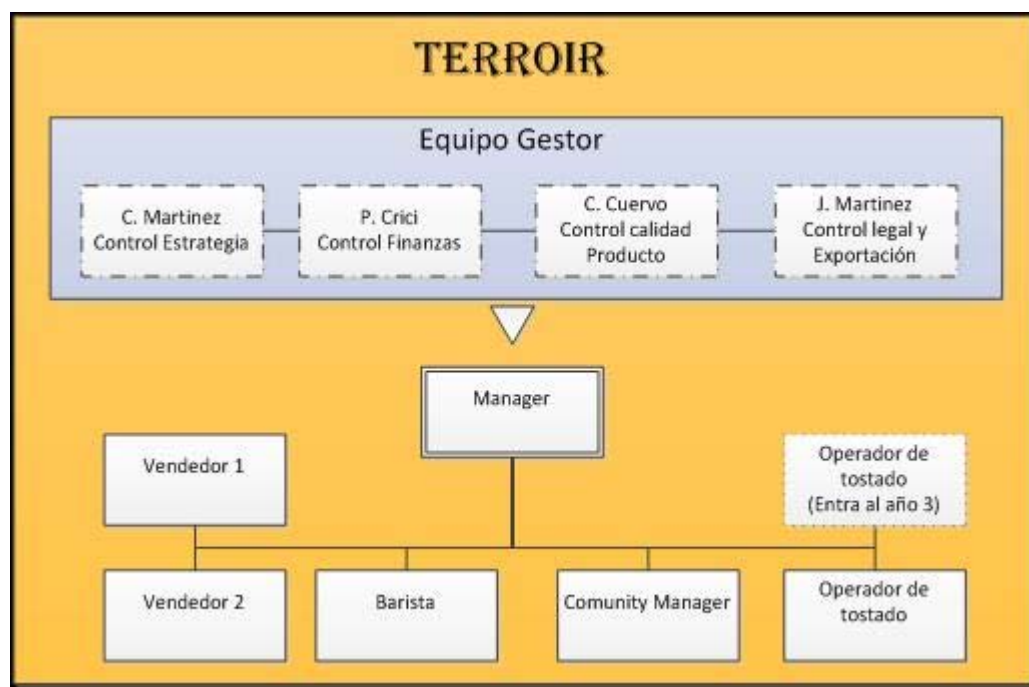 TERROIR
Equipo Gestor
C. Martinez
Control Estrategia
P. Crici
Control Finanzas
C. Cuervo
Control calidad
Producto
J. Martinez
Control legal y
Exportación
Manager
Vendedor 1
Operador de
tostado
(Entra al año 3)
Vendedor 2
Barista
Comunity Manager
Operador de
tostado